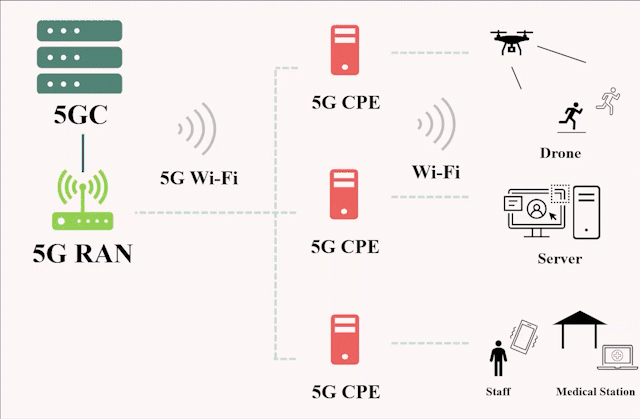 5GC
5G Wi-Fi
5G RAN
5G CPE
Wi-Fi
5G CPE
5G CPE
Drone
Server
Staff
Medical Station